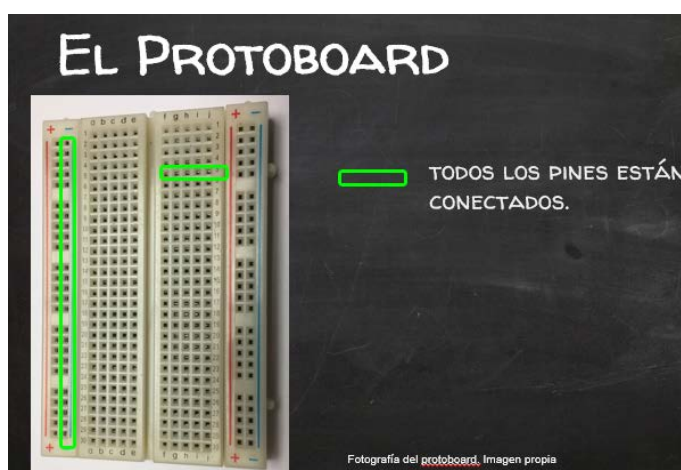 EL PROTOBOARD
+ - a b c d e f g h i j + -
TODOS LOS PINES ESTÁN
CONECTADOS.
+ - a b c d e f g h i j + -
Fotografía del protoboard, Imagen propia